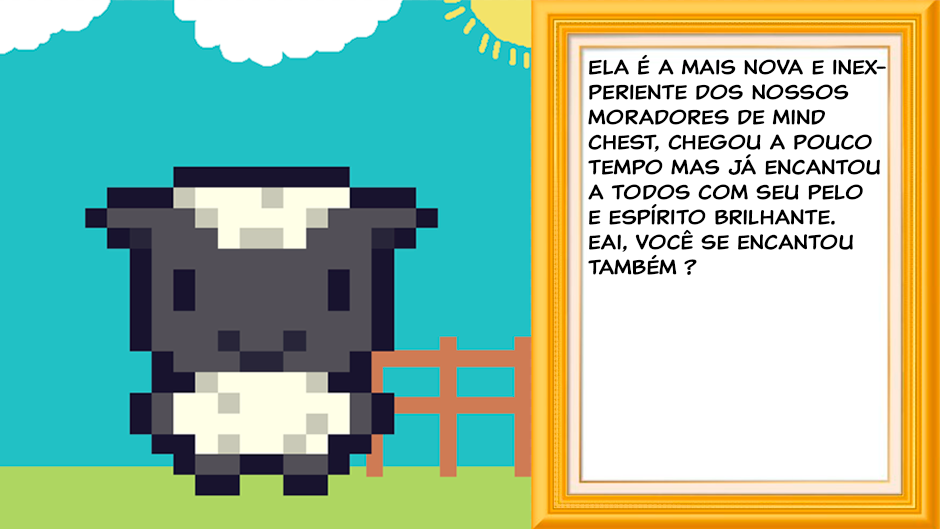 ELA É A MAIS NOVA E INEX-
PERIENTE DOS NOSSOS
MORADORES DE MIND
CHEST, CHEGOU A POUCO
TEMPO MAS JÁ ENCANTOU
A TODOS COM SEU PELO
E ESPÍRITO BRILHANTE.
EAI, VOCÊ SE ENCANTOU
TAMBÉM ?